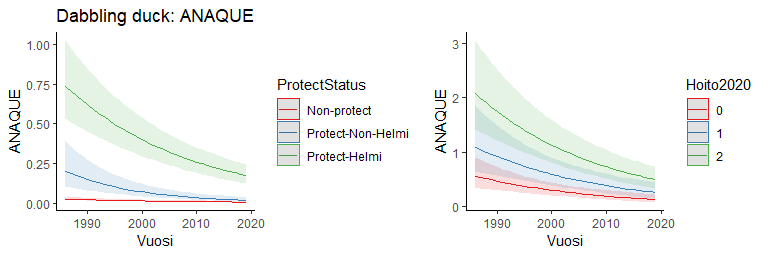 Dabbling duck: ANAQUE
ANAQUE
1.00
0.75
0.50
0.25
0.00
1990
2000
2010
2020
Vuosi
ProtectStatus
Non-protect
Protect-Non-Helmi
Protect-Helmi
ANAQUE
3
2
1
0
1990
2000
2010
2020
Vuosi
Hoito2020
0
1
2